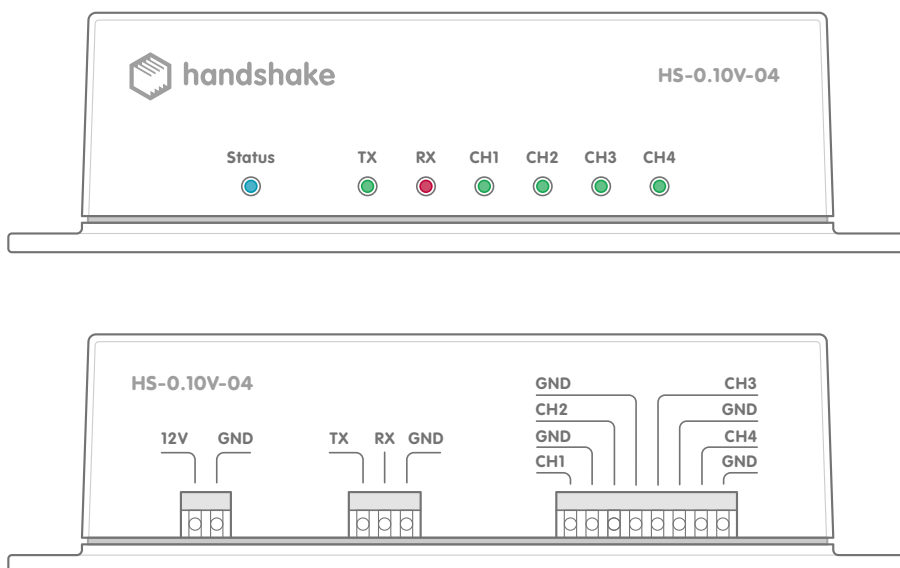 handshake
HS-0.10V-04
Status TX RX CH1 CH2 CH3 CH4
HS-0.10V-04
GND CH3
CH2 GND
12V GND TX RX GND GND CH4
CH1 GND